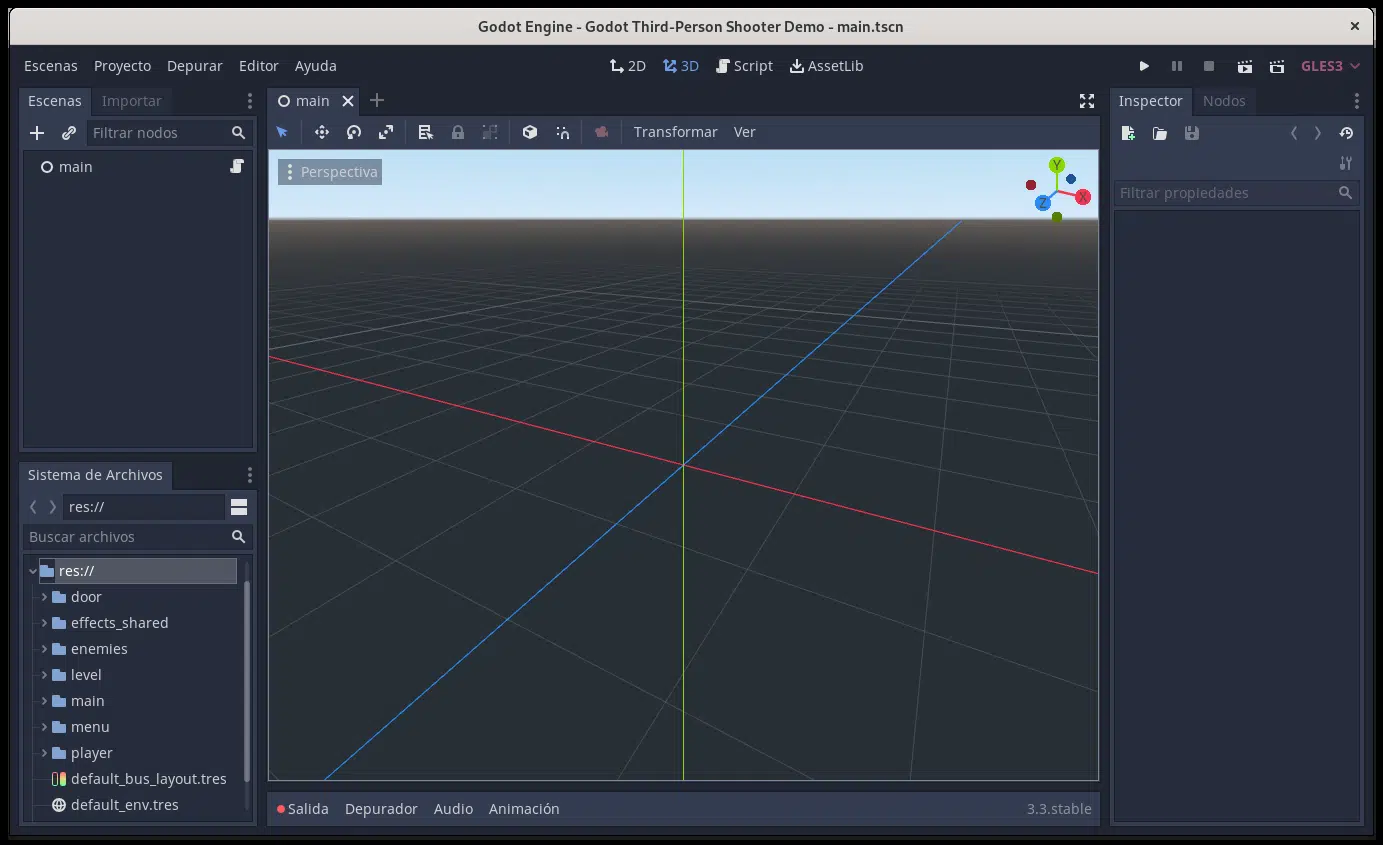 Godot Engine - Godot Third-Person Shooter Demo - main.tscn
Escenas Proyecto Depurar Editor Ayuda
2D 3D Script AssetLib
GLES3
Escenas Importar
Filtrar nodos
main
Sistema de Archivos
res://
Buscar archivos
res://
door
effects_shared
enemies
level
main
menu
player
default_bus_layout.tres
default_env.tres
main
Transformar Ver
Perspectiva
Y
X
Z
Salida Depurador Audio Animación
3.3.stable
Inspector Nodos
Filtrar propiedades